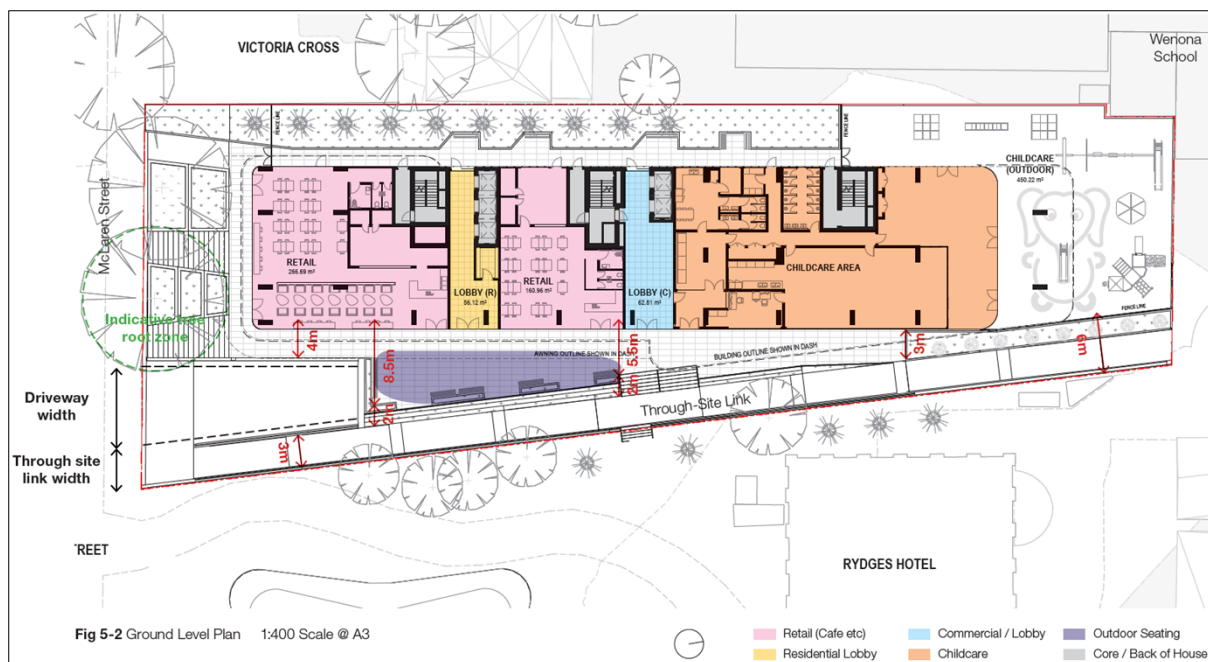 VICTORIA CROSS
Wenona
School
FENCE LINE
FENCE LINE
CHILDCARE
(OUTDOOR)
450.22 m²
McLaren Street
RETAIL
LOBBY (R)
56.12 m²
RETAIL
160.96 m²
LOBBY (C)
62.81 m²
CHILDCARE AREA
FENCE LINE
Indicative tree
root zone
4m
8.5m
5.5m
3m
6m
AWNING OUTLINE SHOWN IN DASH
BUILDING OUTLINE SHOWN IN DASH
2m
2m
3m
Through-Site Link
Driveway
width
Through site
link width
TREET
RYDGES HOTEL
Fig 5-2 Ground Level Plan 1:400 Scale @ A3
Retail (Cafe etc)
Commercial / Lobby
Outdoor Seating
Residential Lobby
Childcare
Core / Back of House